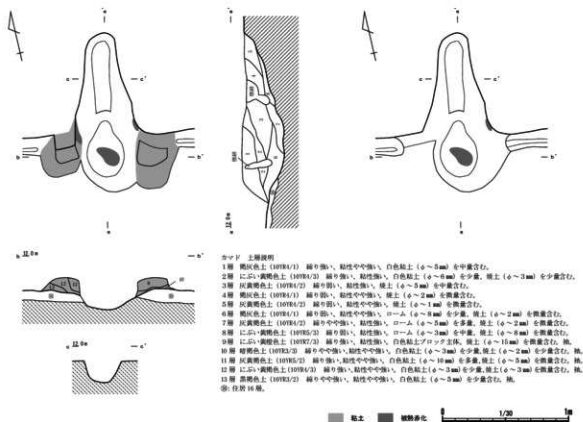 カマド 土層説明
1層 褐灰色土 (10YR4/1) 締り強い、粘性やや強い、白色粘土 (φ～5㎜) を中量含む。
2層 にぶい黄褐色土 (10YR4/3) 締り強い、粘性強い、白色粘土 (φ～6㎜) を少量、焼土 (φ～3㎜) を少量含む。
3層 灰黄褐色土 (10YR4/2) 締り弱い、粘性強い、焼土 (φ～5㎜) を中量含む。
4層 褐灰色土 (10YR4/1) 締り弱い、粘性強い、焼土 (φ～2㎜) を微量含む。
5層 灰黄褐色土 (10YR4/2) 締り強い、粘性強い、焼土 (φ～1㎜) を微量含む。
6層 褐灰色土 (10YR4/1) 締り弱い、粘性強い、ローム (φ～8㎜) を少量、焼土 (φ～2㎜) を微量含む。
7層 灰黄褐色土 (10YR4/2) 締りやや強い、粘性強い、ローム (φ～5㎜) を多量、焼土 (φ～2㎜) を微量含む。
8層 にぶい黄褐色土 (10YR5/3) 締り弱い、粘性強い、ローム (φ～3㎜) を中量、焼土 (φ～8㎜) を微量含む。
9層 にぶい黄橙色土 (10YR7/3) 締り強い、粘性強い、白色粘土ブロック主体、焼土 (φ～15㎜) を微量含む。袖。
10層 暗褐色土 (10YR3/3) 締りやや強い、粘性やや強い、白色粘土 (φ～3㎜) を少量、焼土 (φ～2㎜) を少量含む。袖。
11層 灰黄褐色土 (10YR5/2) 締り強い、粘性やや強い、白色粘土 (φ～10㎜) を多量、焼土 (φ～5㎜) を微量含む。袖。
12層 にぶい黄橙色土 (10YR6/3) 締り強い、粘性やや強い、白色粘土 (φ～3㎜) を少量、焼土 (φ～3㎜) を微量含む。袖。
13層 黒褐色土 (10YR3/2) 締りやや強い、粘性やや強い、白色粘土 (φ～5㎜) を少量含む。袖。
⑯：住居16層。
粘土
被熱赤化
0 1/30 1m
a
a'
b
b'
c
c'